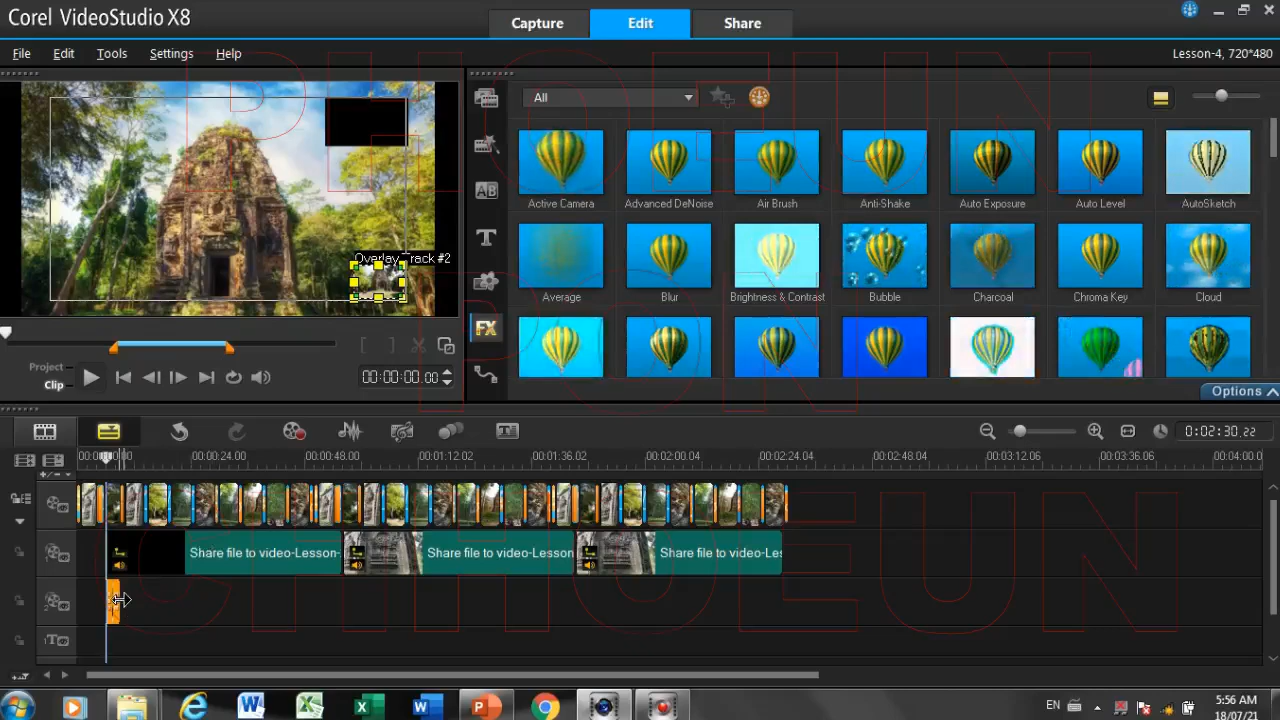 Corel VideoStudio X8
Capture
Edit
Share
File
Edit
Tools
Settings
Help
Lesson-4, 720*480
All
Overlay Track #2
Active Camera
Advanced DeNoise
Air Brush
Anti-Shake
Auto Exposure
Auto Level
AutoSketch
AB
T
Average
Blur
Brightness & Contrast
Bubble
Charcoal
Chroma Key
Cloud
FX
Project
Clip
00:00:00.00
Options
0:02:30.22
00:00:24.00
00:00:48.00
00:01:12.02
00:01:36.02
00:02:00.04
00:02:24.04
00:02:48.04
00:03:12.06
00:03:36.06
00:04:00.0
Share file to video-Lesson-
Share file to video-Lesson
Share file to video-Les
PHOEUN
CHHOEUN
EN
5:56 AM
18/07/21